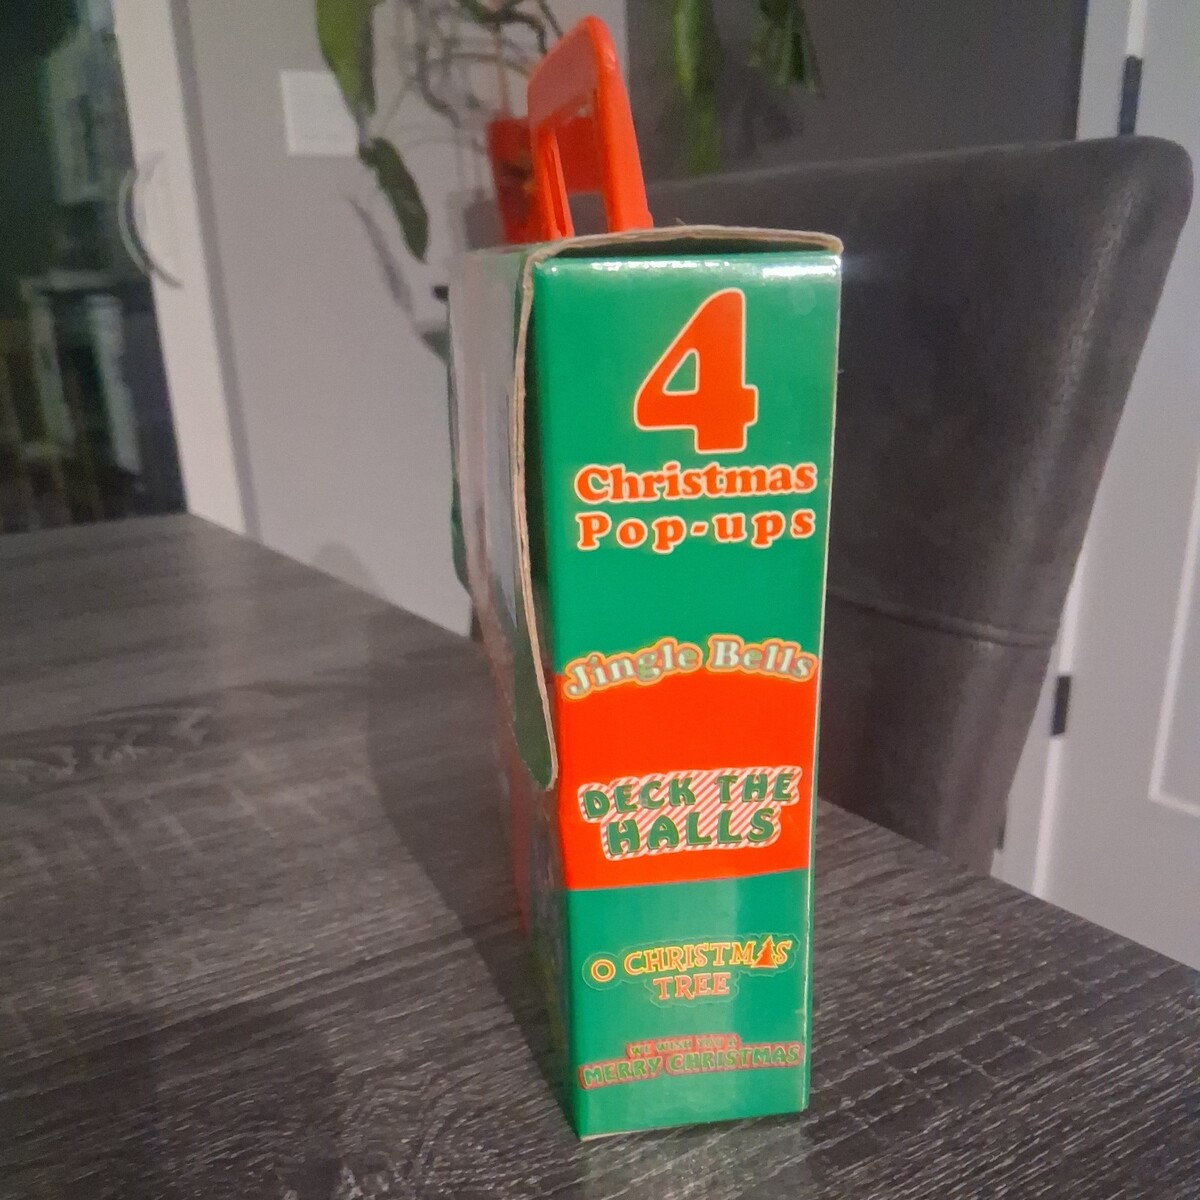 4
Christmas
Pop-ups
Jingle Bells
DECK THE
HALLS
O CHRISTMAS
TREE
WE WISH YOU A
MERRY CHRISTMAS